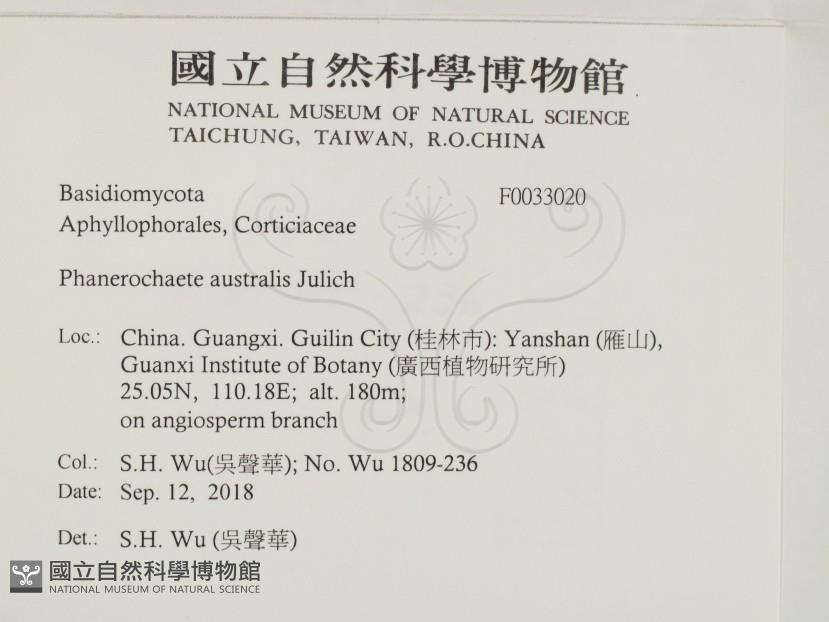 國立自然科學博物館
NATIONAL MUSEUM OF NATURAL SCIENCE
TAICHUNG, TAIWAN, R.O.CHINA
Basidiomycota F0033020
Aphyllophorales, Corticiaceae
Phanerochaete australis Julich
Loc.: China. Guangxi. Guilin City (桂林市): Yanshan (雁山),
Guanxi Institute of Botany (廣西植物研究所)
25.05N, 110.18E; alt. 180m;
on angiosperm branch
Col.: S.H. Wu(吳聲華); No. Wu 1809-236
Date: Sep. 12, 2018
Det.: S.H. Wu (吳聲華)
國立自然科學博物館
NATIONAL MUSEUM OF NATURAL SCIENCE